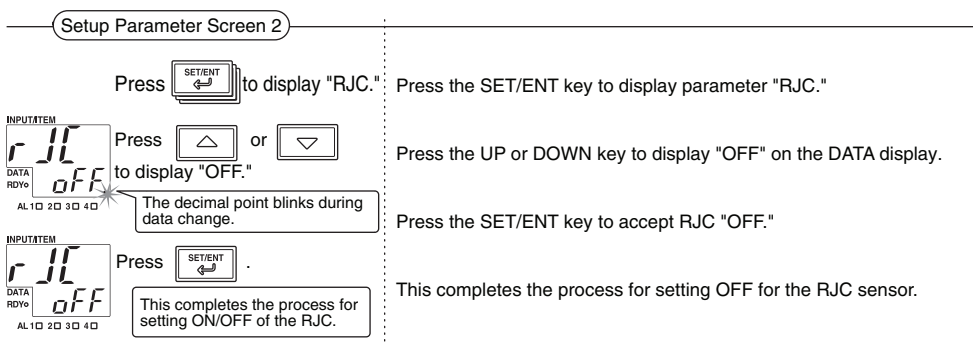 Setup Parameter Screen 2
Press SET/ENT to display "RJC."
INPUT/ITEM
rJC
DATA
RDYo
oFF.
AL 1 2 3 4
Press or
to display "OFF."
The decimal point blinks during
data change.
INPUT/ITEM
rJC
DATA
RDYo
oFF
AL 1 2 3 4
Press SET/ENT .
This completes the process for
setting ON/OFF of the RJC.
Press the SET/ENT key to display parameter "RJC."
Press the UP or DOWN key to display "OFF" on the DATA display.
Press the SET/ENT key to accept RJC "OFF."
This completes the process for setting OFF for the RJC sensor.